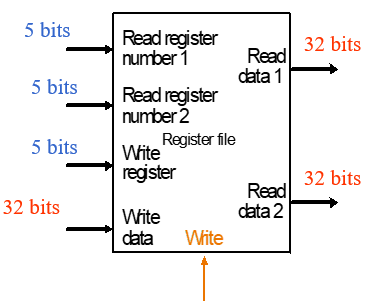 5 bits
Read register
number 1
32 bits
Read
data 1
5 bits
Read register
number 2
Register file
5 bits
Write
register
32 bits
Read
data 2
32 bits
Write
data
Write